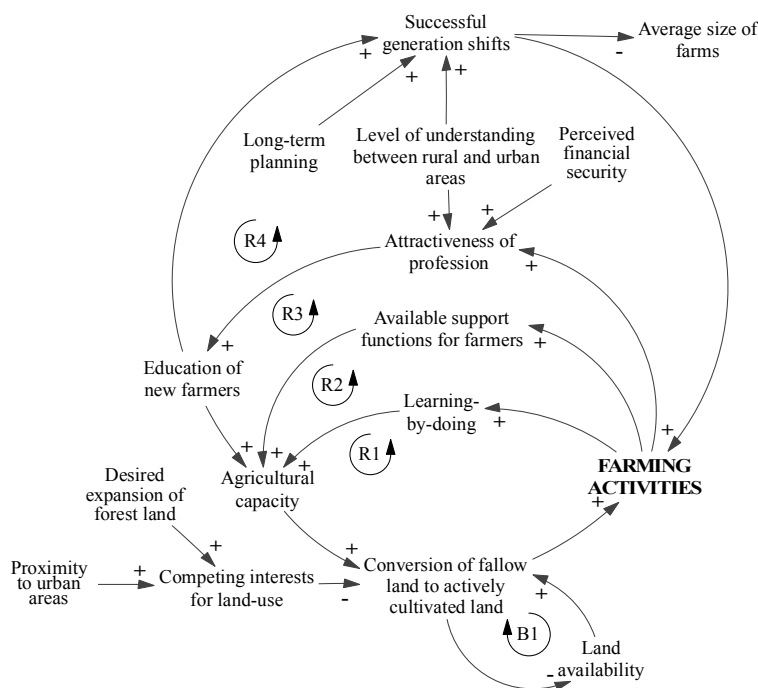 Successful
generation shifts
+
+
+
-
Average size of
farms
Long-term
planning
Level of understanding
between rural and urban
areas
Perceived
financial
security
+
+
R4
Attractiveness of
profession
+
R3
Available support
functions for farmers
+
+
Education of
new farmers
R2
Learning-
by-doing
+
+
R1
+
+
+
Agricultural
capacity
FARMING
ACTIVITIES
+
Desired
expansion of
forest land
+
+
Proximity
to urban
areas
+
Competing interests
for land-use
-
Conversion of fallow
land to actively
cultivated land
+
B1
-
Land
availability